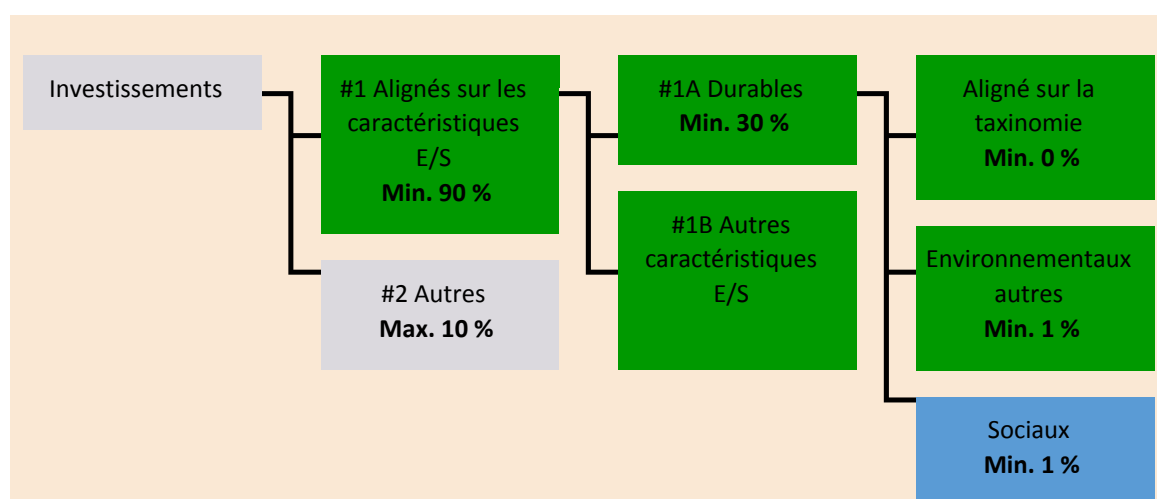 Investissements
#1 Alignés sur les
caractéristiques
E/S
Min. 90 %
#2 Autres
Max. 10 %
#1A Durables
Min. 30 %
#1B Autres
caractéristiques
E/S
Aligné sur la
taxinomie
Min. 0 %
Environnementaux
autres
Min. 1 %
Sociaux
Min. 1 %